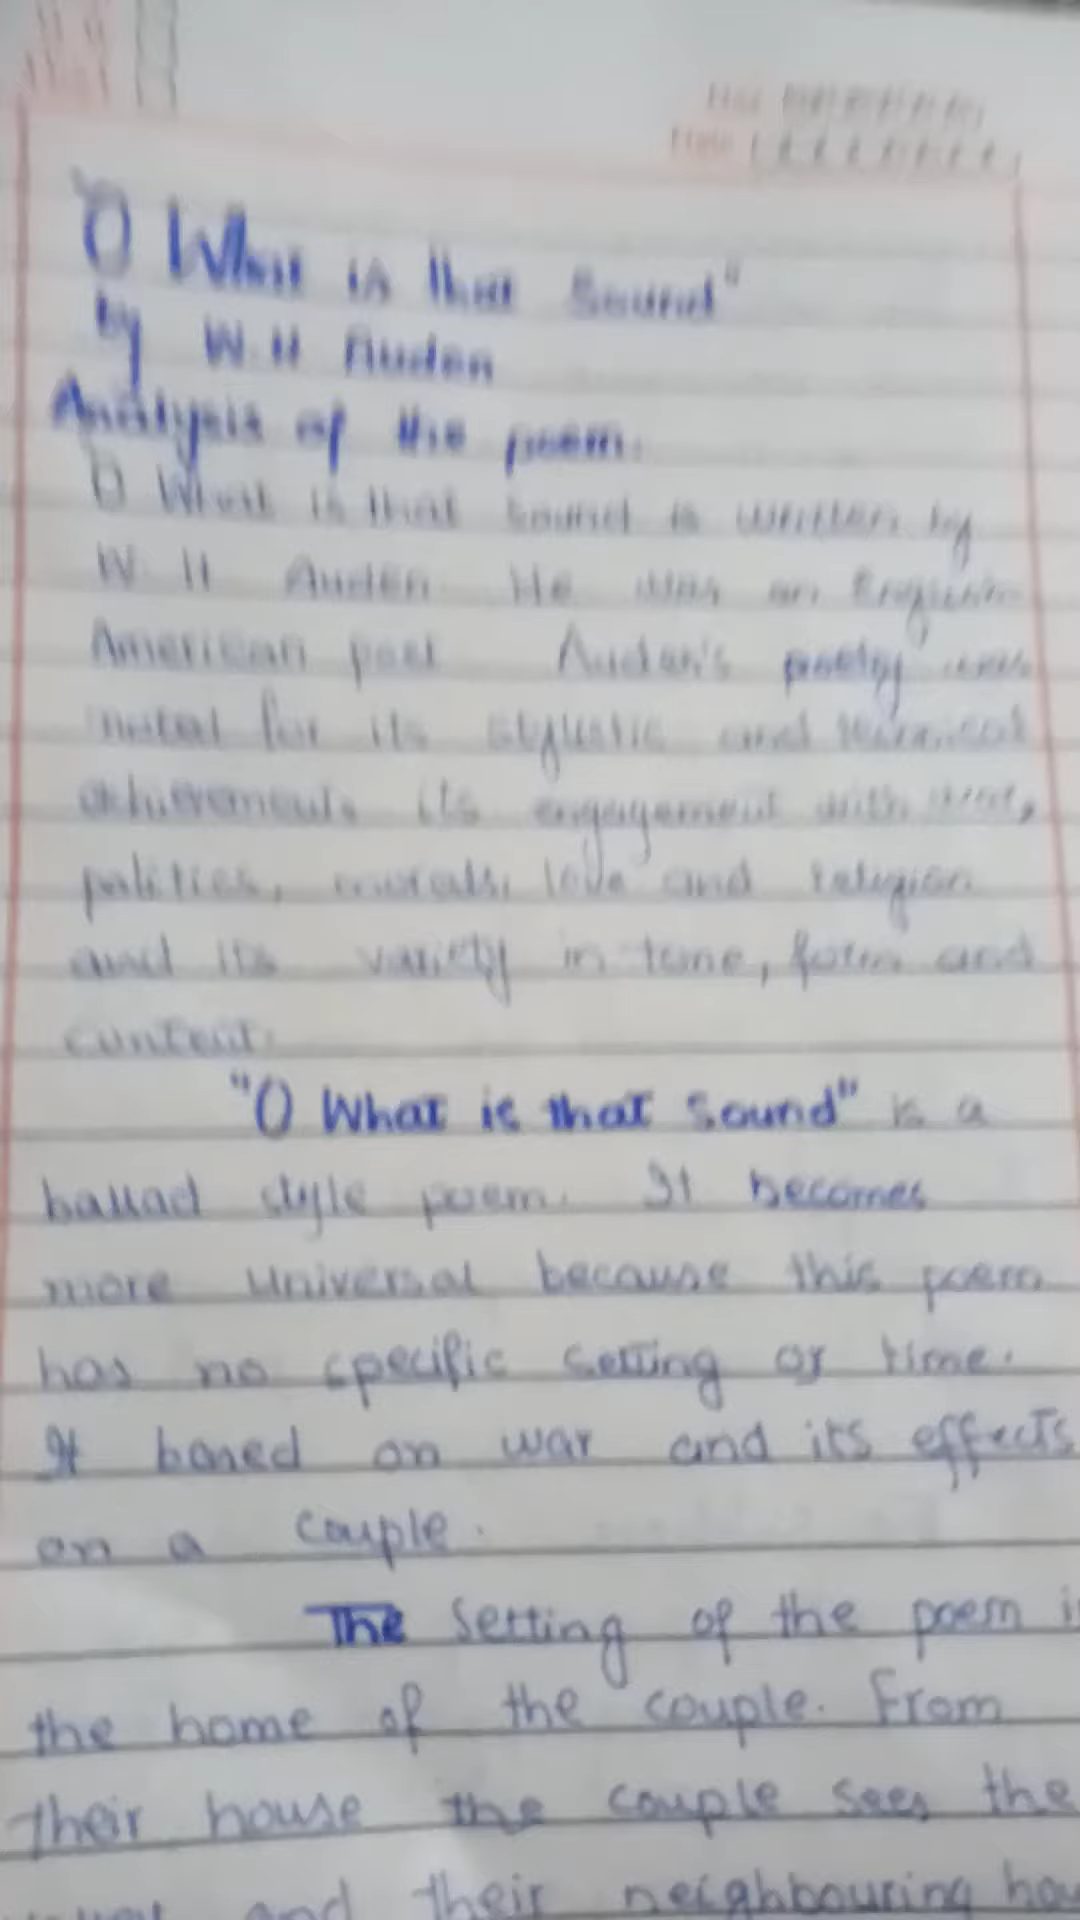 "O What is that Sound"
by W.H Auden
Analysis of the poem.
O What is that Sound is written by
W. H Auden. He was an English
American poet Auden's poetry was
noted for its stylistic and technical
achievements its engagement with war,
politics, morals, love and religion
and its variety in tone, form and
content.
"O What is that Sound" is a
ballad style poem. It becomes
more universal because this poem
has no specific setting or time.
It based on war and its effects
on a couple.
The Setting of the poem
the home of the couple. From
their house the couple sees the
and their neighbouring